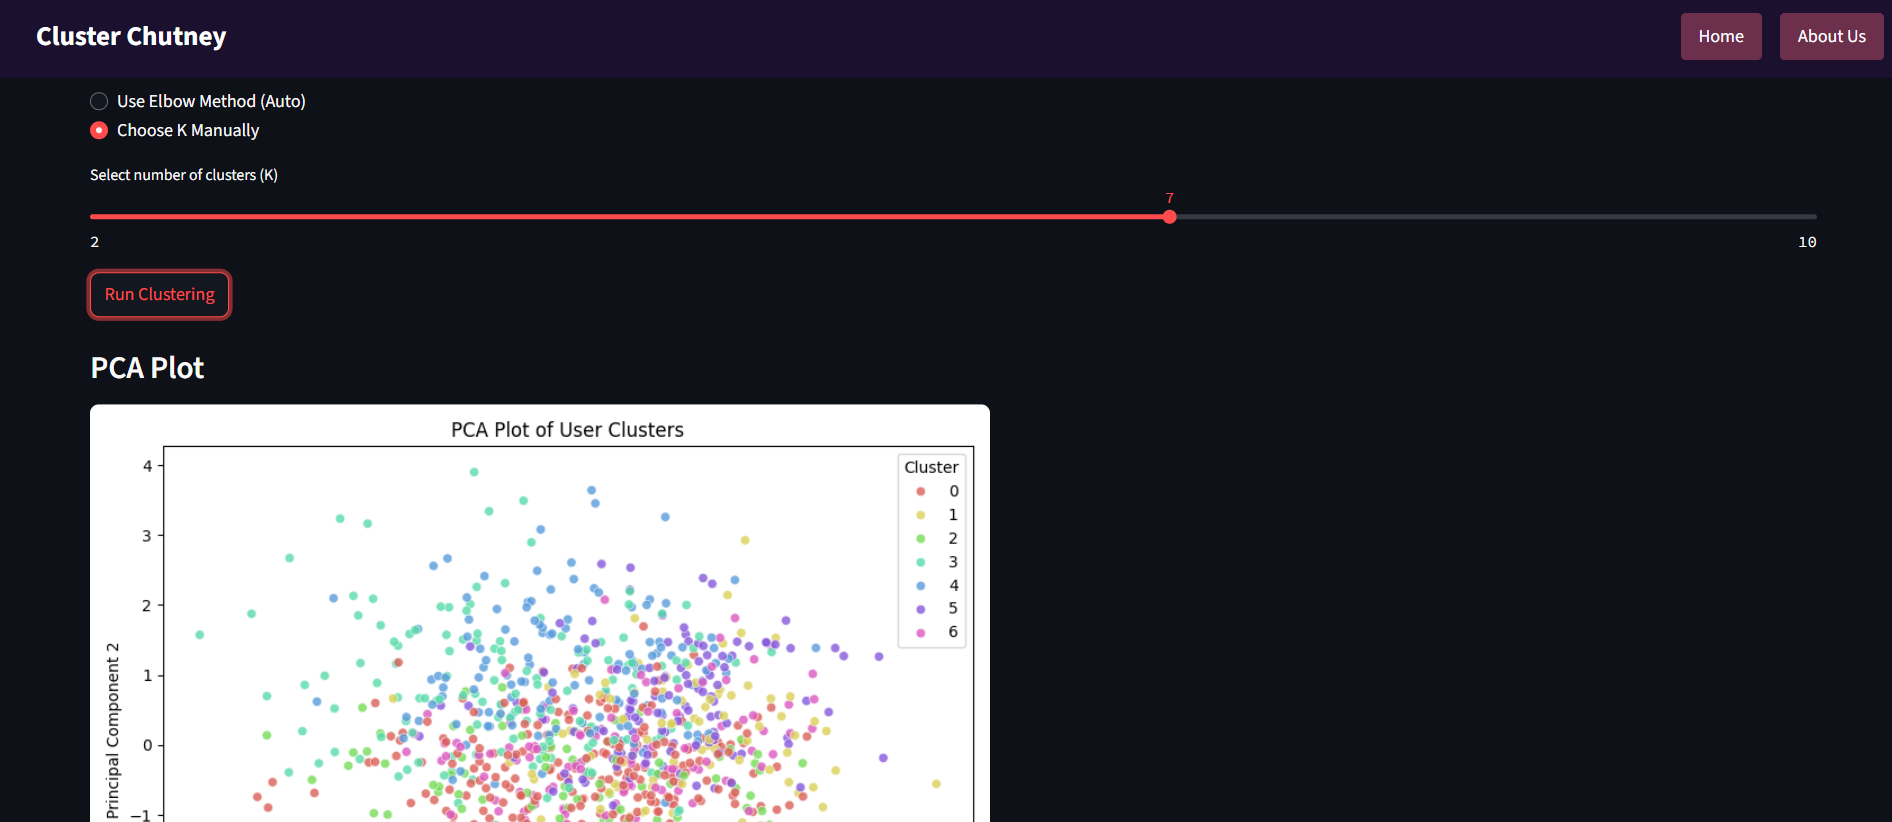 Cluster Chutney
Home
About Us
Use Elbow Method (Auto)
Choose K Manually
Select number of clusters (K)
7
2
10
Run Clustering
PCA Plot
PCA Plot of User Clusters
Cluster
0
1
2
3
4
5
6
4
3
2
1
0
−1
Principal Component 2